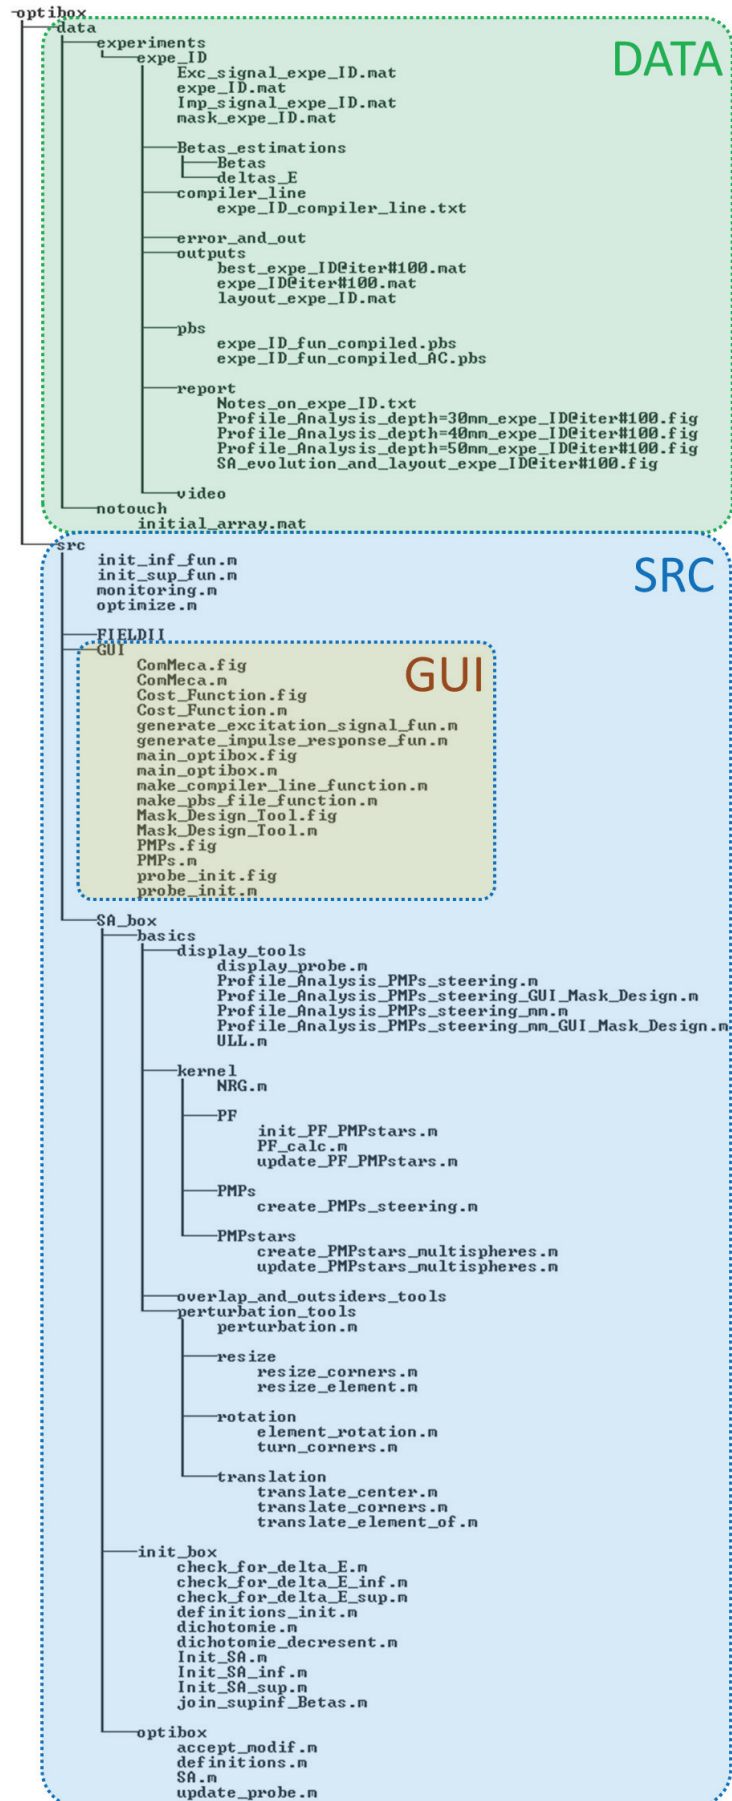 optibox
data
DATA
experiments
expe_ID
Exc_signal_expe_ID.mat
expe_ID.mat
Imp_signal_expe_ID.mat
mask_expe_ID.mat
Betas_estimations
Betas
deltas_E
compiler_line
expe_ID_compiler_line.txt
error_and_out
outputs
best_expe_ID@iter#100.mat
expe_ID@iter#100.mat
layout_expe_ID.mat
pbs
expe_ID_fun_compiled.pbs
expe_ID_fun_compiled_AC.pbs
report
Notes_on_expe_ID.txt
Profile_Analysis_depth=30mm_expe_ID@iter#100.fig
Profile_Analysis_depth=40mm_expe_ID@iter#100.fig
Profile_Analysis_depth=50mm_expe_ID@iter#100.fig
SA_evolution_and_layout_expe_ID@iter#100.fig
video
notouch
initial_array.mat
src
SRC
init_inf_fun.m
init_sup_fun.m
monitoring.m
optimize.m
FIELDII
GUI
GUI
ComMeca.fig
ComMeca.m
Cost_Function.fig
Cost_Function.m
generate_excitation_signal_fun.m
generate_impulse_response_fun.m
main_optibox.fig
main_optibox.m
make_compiler_line_function.m
make_pbs_file_function.m
Mask_Design_Tool.fig
Mask_Design_Tool.m
PMPs.fig
PMPs.m
probe_init.fig
probe_init.m
SA_box
basics
display_tools
display_probe.m
Profile_Analysis_PMPs_steering.m
Profile_Analysis_PMPs_steering_GUI_Mask_Design.m
Profile_Analysis_PMPs_steering_mm.m
Profile_Analysis_PMPs_steering_mm_GUI_Mask_Design.m
ULL.m
kernel
NRG.m
PF
init_PF_PMPstars.m
PF_calc.m
update_PF_PMPstars.m
PMPs
create_PMPs_steering.m
PMPstars
create_PMPstars_multispheres.m
update_PMPstars_multispheres.m
overlap_and_outsiders_tools
perturbation_tools
perturbation.m
resize
resize_corners.m
resize_element.m
rotation
element_rotation.m
turn_corners.m
translation
translate_center.m
translate_corners.m
translate_element_of.m
init_box
check_for_delta_E.m
check_for_delta_E_inf.m
check_for_delta_E_sup.m
definitions_init.m
dichotomie.m
dichotomie_decresent.m
Init_SA.m
Init_SA_inf.m
Init_SA_sup.m
join_supinf_Betas.m
optibox
accept_modif.m
definitions.m
SA.m
update_probe.m